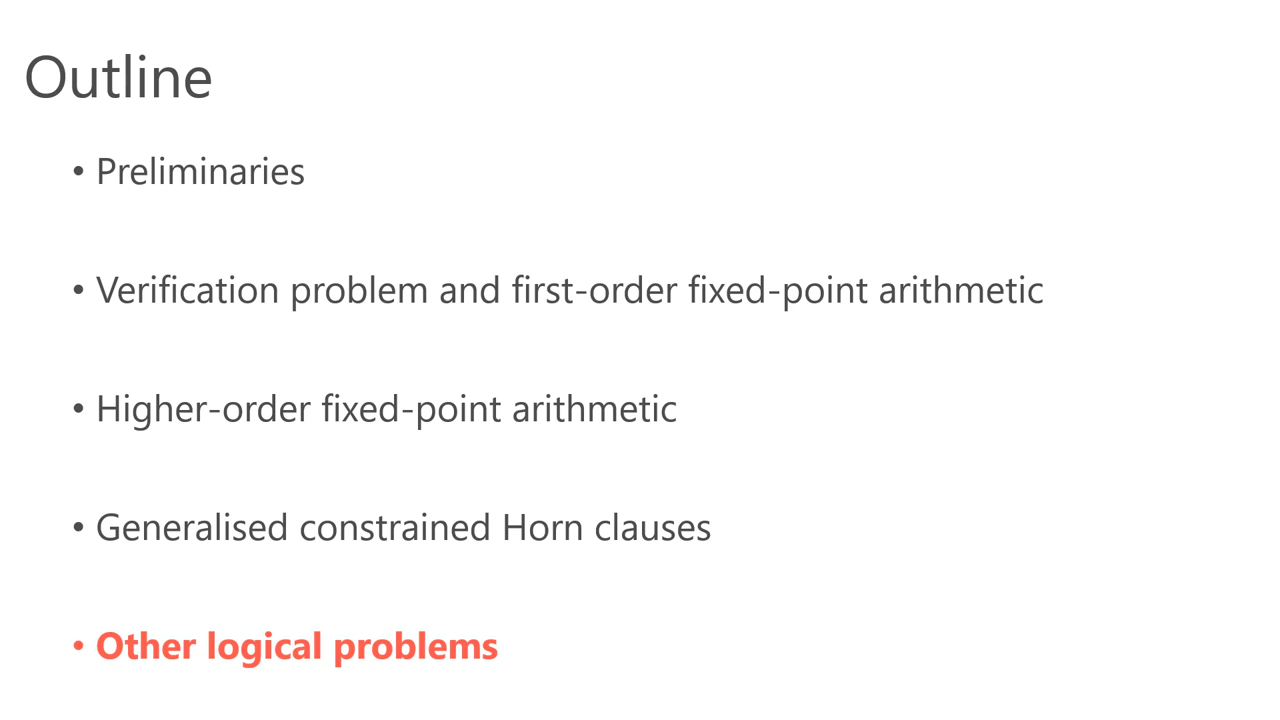 Outline
• Preliminaries
• Verification problem and first-order fixed-point arithmetic
• Higher-order fixed-point arithmetic
• Generalised constrained Horn clauses
• Other logical problems